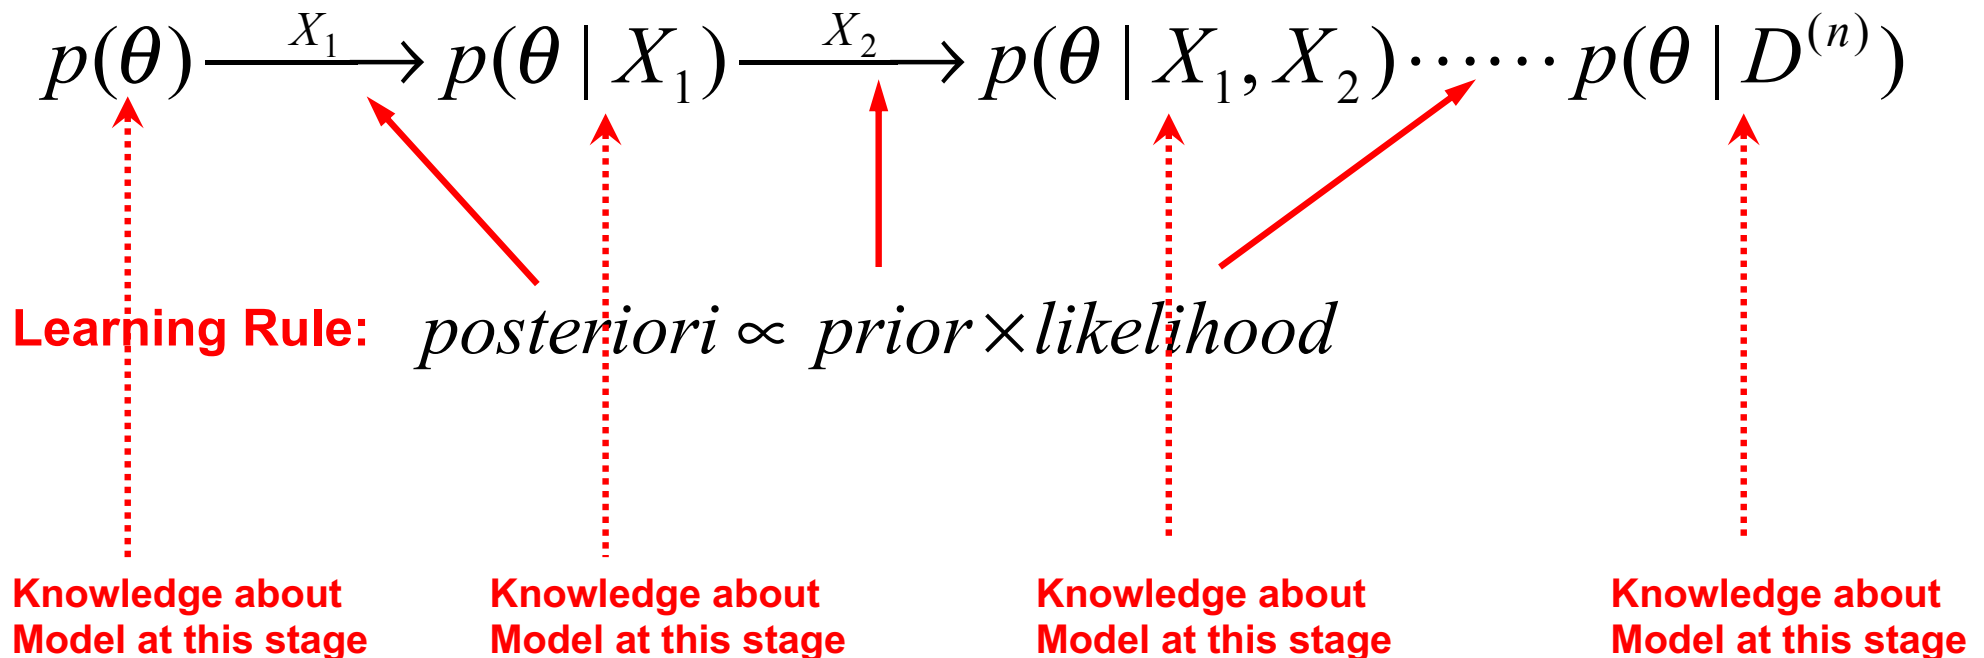 p(θ) —X₁→ p(θ | X₁) —X₂→ p(θ | X₁, X₂) ⋯⋯ p(θ | D⁽ⁿ⁾)
Learning Rule: posteriori ∝ prior × likelihood
Knowledge about Knowledge about Knowledge about Knowledge about
Model at this stage Model at this stage Model at this stage Model at this stage